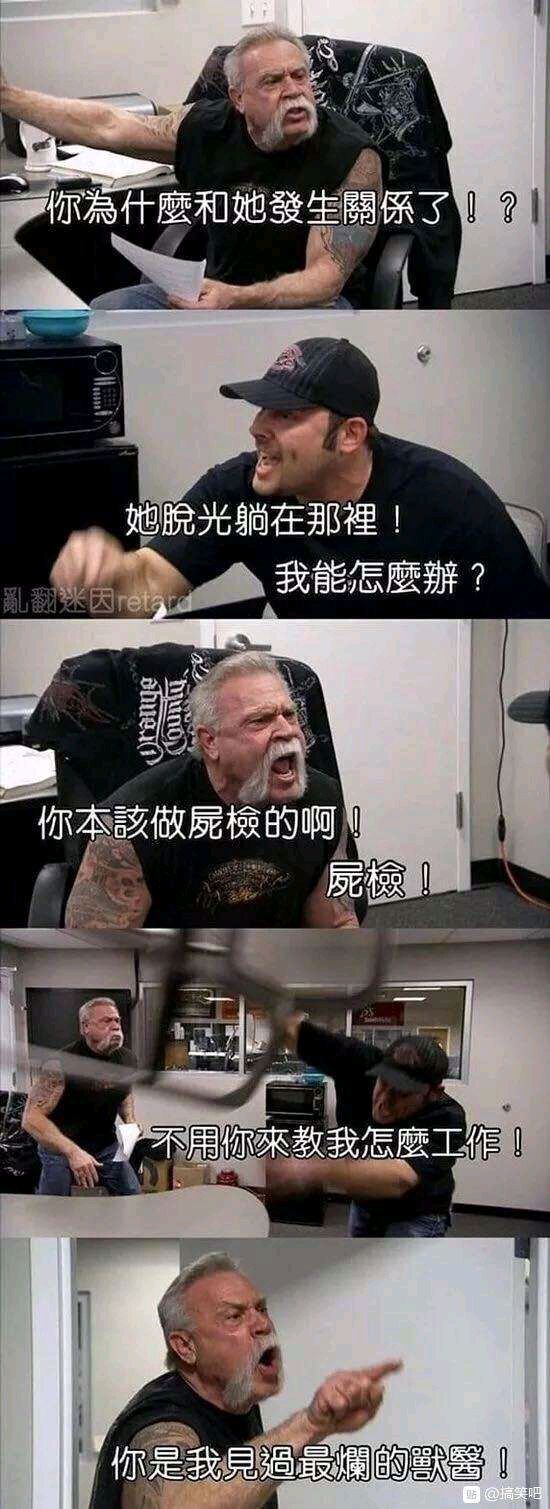 你為什麼和她發生關係了！？
她脫光躺在那裡！
我能怎麼辦？
亂翻迷因retard
Orange
County
你本該做屍檢的啊！
屍檢！
不用你來教我怎麼工作！
你是我見過最爛的獸醫！
貼 @搞笑吧